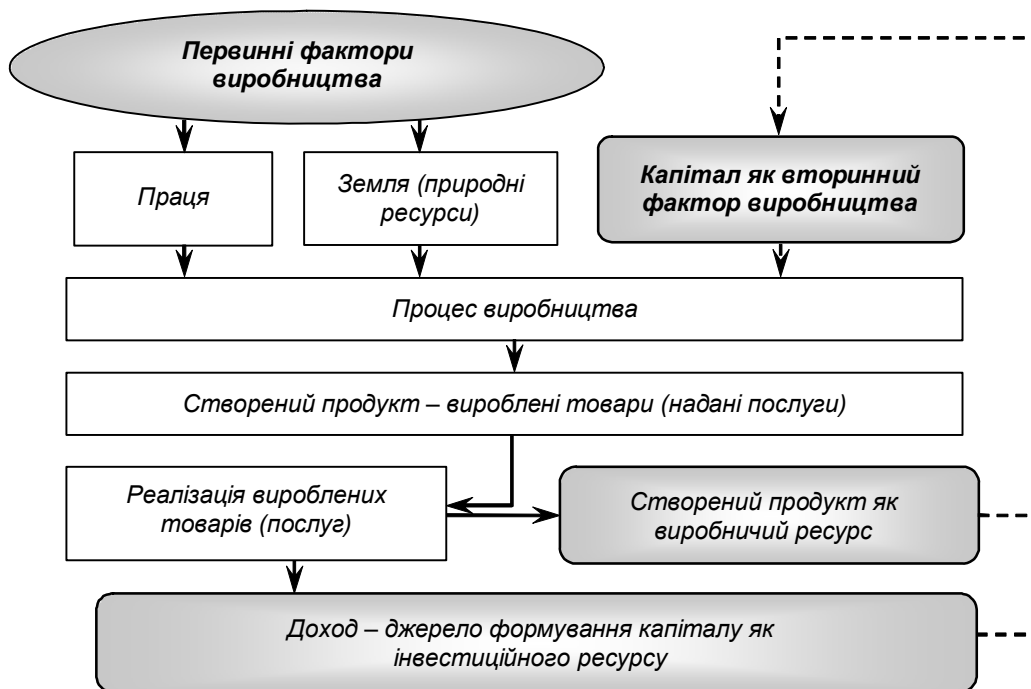 Первинні фактори
виробництва
Праця
Земля (природні
ресурси)
Капітал як вторинний
фактор виробництва
Процес виробництва
Створений продукт – вироблені товари (надані послуги)
Реалізація вироблених
товарів (послуг)
Створений продукт як
виробничий ресурс
Доход – джерело формування капіталу як
інвестиційного ресурсу